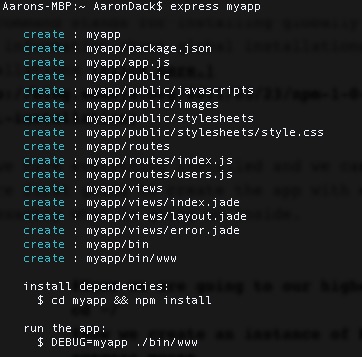 Aarons-MBP:~ AaronDack$ express myapp
create : myapp
create : myapp/package.json
create : myapp/app.js
create : myapp/public
create : myapp/public/javascripts
create : myapp/public/images
create : myapp/public/stylesheets
create : myapp/public/stylesheets/style.css
create : myapp/routes
create : myapp/routes/index.js
create : myapp/routes/users.js
create : myapp/views
create : myapp/views/index.jade
create : myapp/views/layout.jade
create : myapp/views/error.jade
create : myapp/bin
create : myapp/bin/www
install dependencies:
$ cd myapp && npm install
run the app:
$ DEBUG=myapp ./bin/www